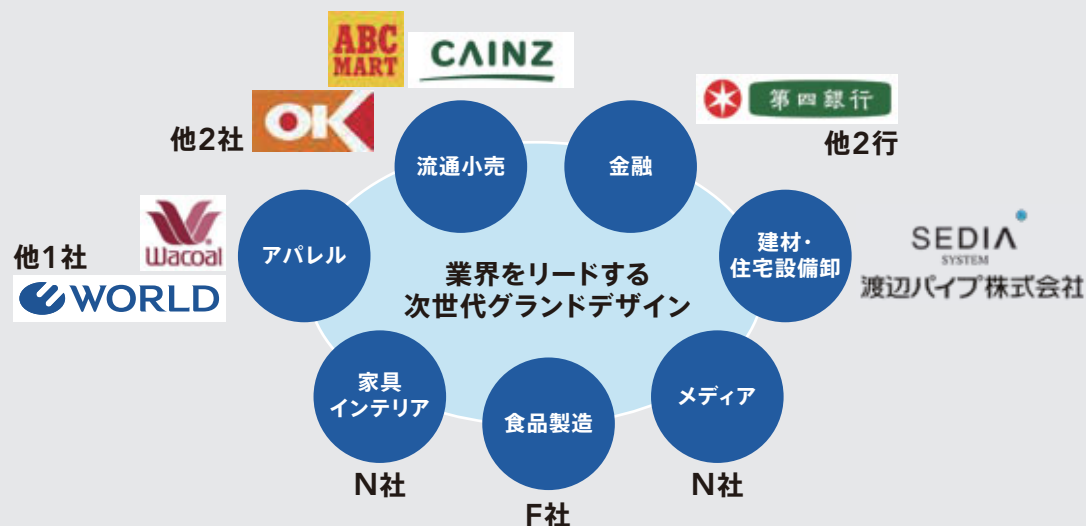 ABC
MART
CAINZ
第四銀行
他2行
他2社
OK
流通小売
金融
Wacoal
他1社
WORLD
アパレル
建材・
住宅設備卸
SEDIA
SYSTEM
渡辺パイプ株式会社
業界をリードする
次世代グランドデザイン
家具
インテリア
N社
食品製造
F社
メディア
N社